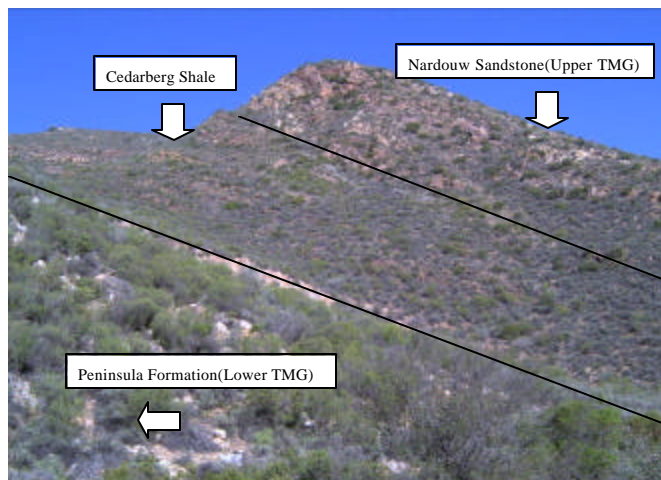 Cedarberg Shale
Nardouw Sandstone(Upper TMG)
Peninsula Formation(Lower TMG)